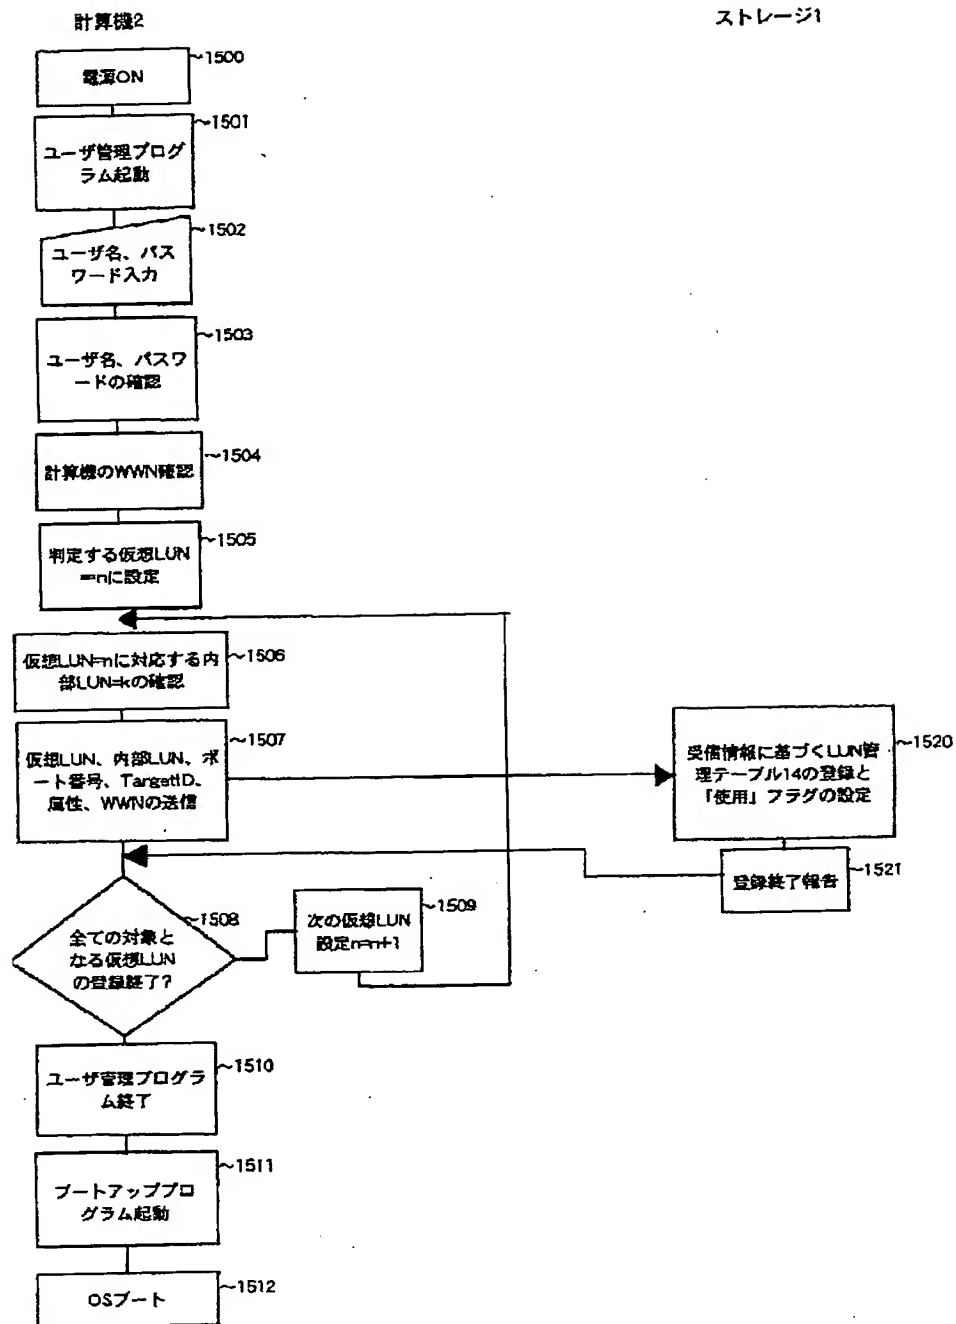 計算機2
ストレージ1
~1500
電源ON
~1501
ユーザ管理プログ
ラム起動
~1502
ユーザ名、パス
ワード入力
~1503
ユーザ名、パスワ
ードの確認
~1504
計算機のWWN確認
~1505
判定する仮想LUN
=nに設定
~1506
仮想LUN=nに対応する内
部LUN=kの確認
~1507
仮想LUN、内部LUN、ポ
ート番号、TargetID、
属性、WWNの送信
~1520
受信情報に基づくLUN管
理テーブル14の登録と
「使用」フラグの設定
~1521
登録終了報告
~1508
全ての対象と
なる仮想LUN
の登録終了?
~1509
次の仮想LUN
設定n=n+1
~1510
ユーザ管理プログラ
ム終了
~1511
ブートアッププロ
グラム起動
~1512
OSブート